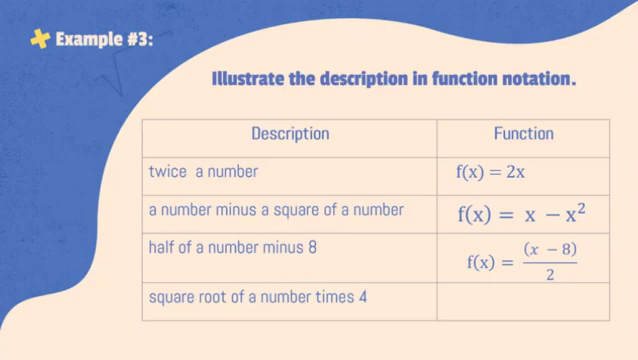 Example #3:
Illustrate the description in function notation.
Description Function
twice a number f(x) = 2x
a number minus a square of a number f(x) = x − x²
half of a number minus 8 f(x) = (x − 8)/2
square root of a number times 4